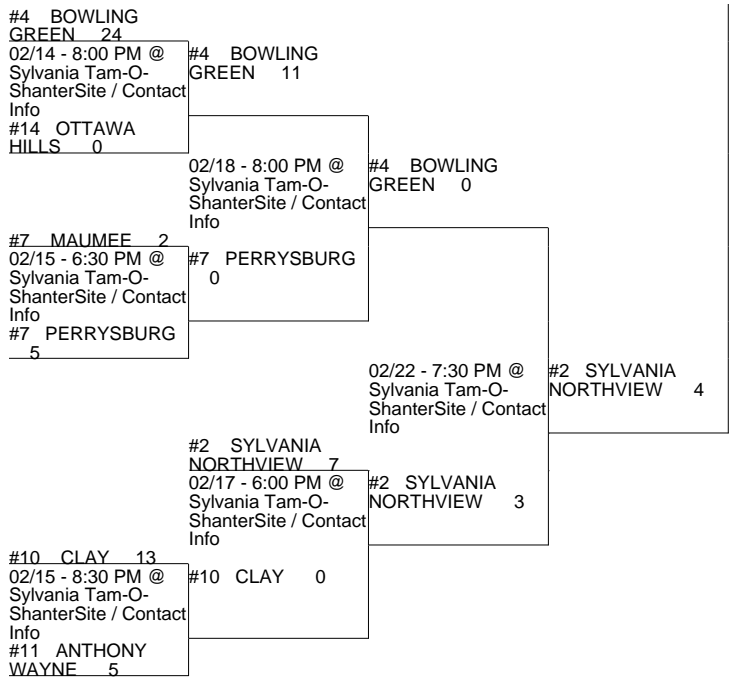 #4 BOWLING
GREEN 24
02/14 - 8:00 PM @
Sylvania Tam-O-
ShanterSite / Contact
Info
#14 OTTAWA
HILLS 0
#4 BOWLING
GREEN 11
02/18 - 8:00 PM @
Sylvania Tam-O-
ShanterSite / Contact
Info
#7 MAUMEE 2
02/15 - 6:30 PM @
Sylvania Tam-O-
ShanterSite / Contact
Info
#7 PERRYSBURG
5
#7 PERRYSBURG
0
#4 BOWLING
GREEN 0
02/22 - 7:30 PM @
Sylvania Tam-O-
ShanterSite / Contact
Info
#2 SYLVANIA
NORTHVIEW 4
#2 SYLVANIA
NORTHVIEW 7
02/17 - 6:00 PM @
Sylvania Tam-O-
ShanterSite / Contact
Info
#2 SYLVANIA
NORTHVIEW 3
#10 CLAY 13
02/15 - 8:30 PM @
Sylvania Tam-O-
ShanterSite / Contact
Info
#11 ANTHONY
WAYNE 5
#10 CLAY 0